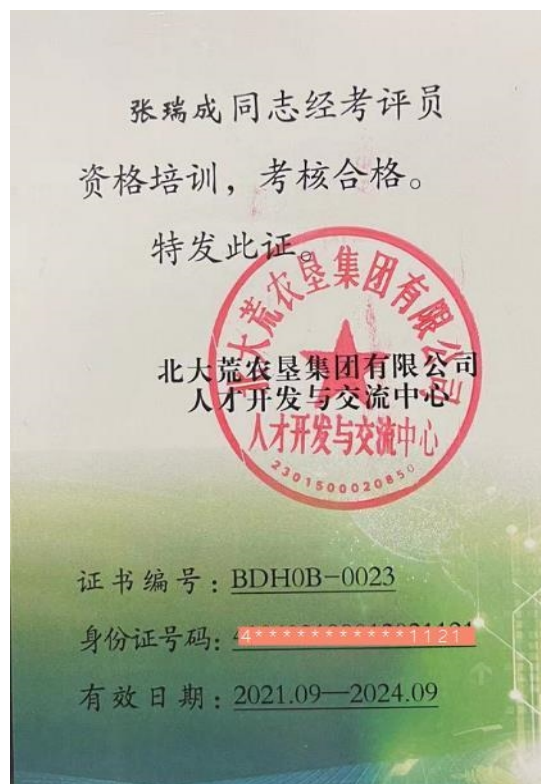 张瑞成同志经考评员
资格培训，考核合格。
特发此证。
北大荒农垦集团有限公司
北大荒农垦集团有限公司
人才开发与交流中心
人才开发与交流中心
2301500020850
证书编号：BDH0B-0023
身份证号码：4***********1121
有效日期：2021.09—2024.09